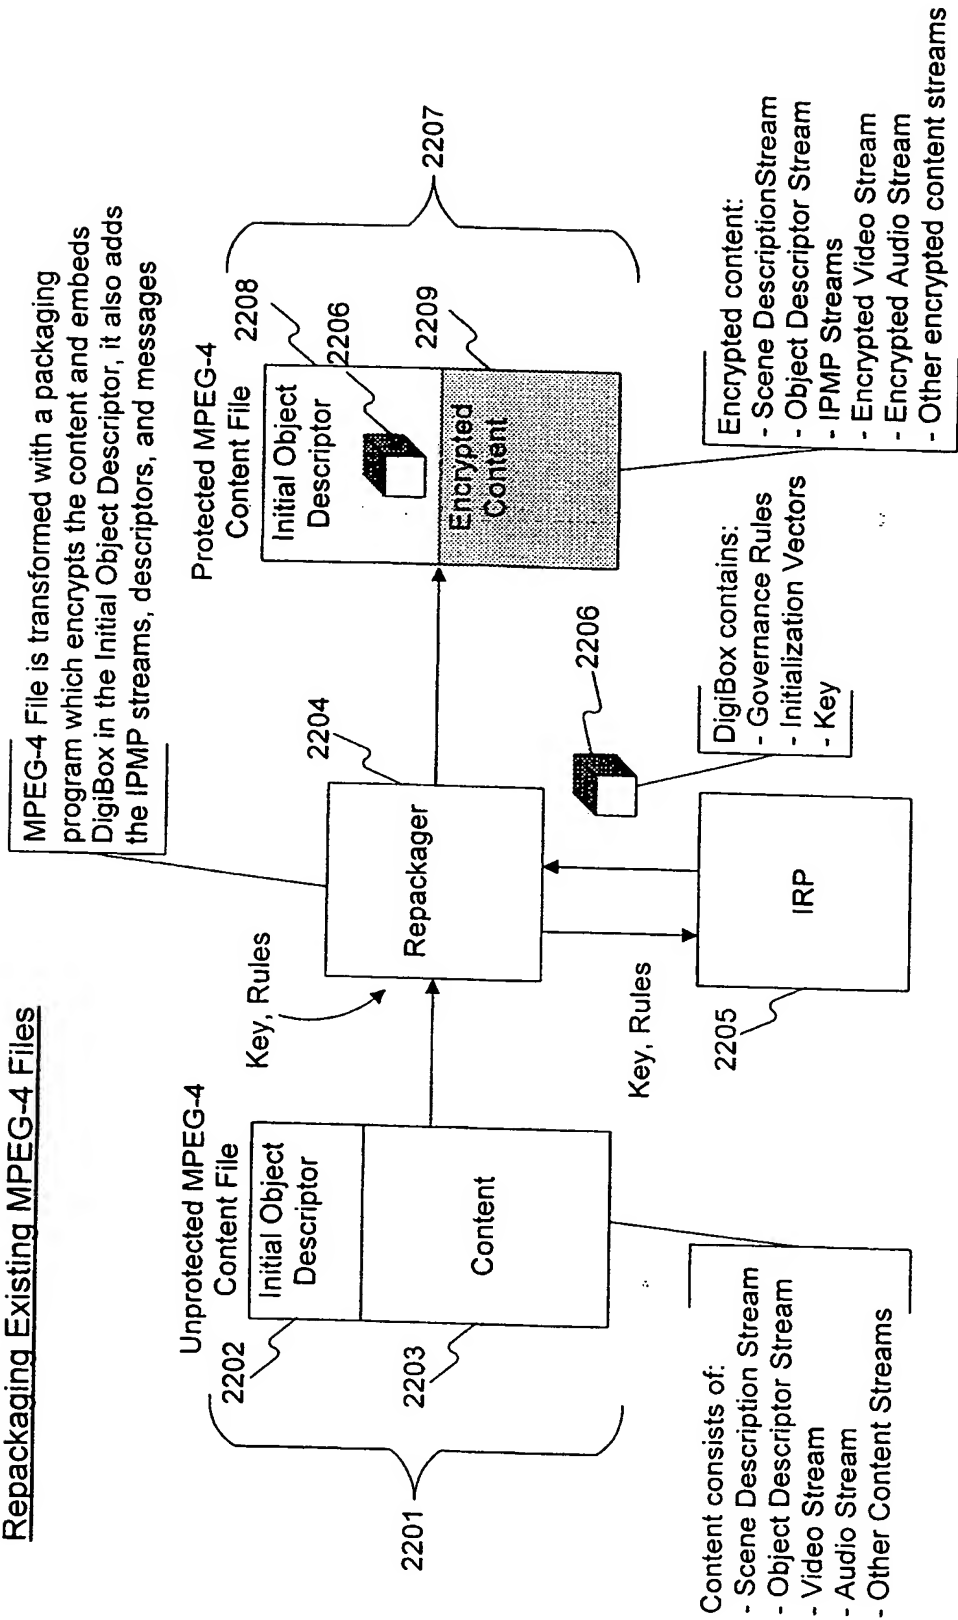 Repackaging Existing MPEG-4 Files
MPEG-4 File is transformed with a packaging
program which encrypts the content and embeds
DigiBox in the Initial Object Descriptor, it also adds
the IPMP streams, descriptors, and messages
Unprotected MPEG-4
Content File
Initial Object
Descriptor
Content
2202
2203
2201
Content consists of:
- Scene Description Stream
- Object Descriptor Stream
- Video Stream
- Audio Stream
- Other Content Streams
Key, Rules
Repackager
2204
Key, Rules
IRP
2205
2206
DigiBox contains:
- Governance Rules
- Initialization Vectors
- Key
Protected MPEG-4
Content File
Initial Object
Descriptor
Encrypted
Content
2208
2206
2209
2207
Encrypted content:
- Scene DescriptionStream
- Object Descriptor Stream
- IPMP Streams
- Encrypted Video Stream
- Encrypted Audio Stream
- Other encrypted content streams